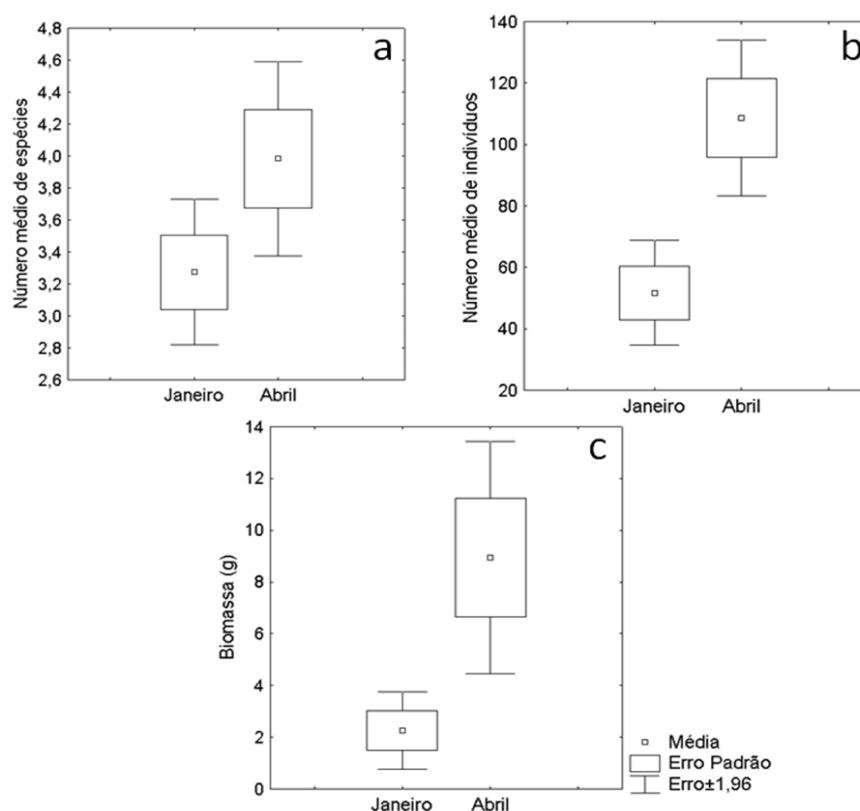 a
Número médio de espécies
4,8
4,6
4,4
4,2
4,0
3,8
3,6
3,4
3,2
3,0
2,8
2,6
Janeiro Abril
b
Número médio de indivíduos
140
120
100
80
60
40
20
Janeiro Abril
c
Biomassa (g)
14
12
10
8
6
4
2
0
Janeiro Abril
Média
Erro Padrão
Erro±1,96